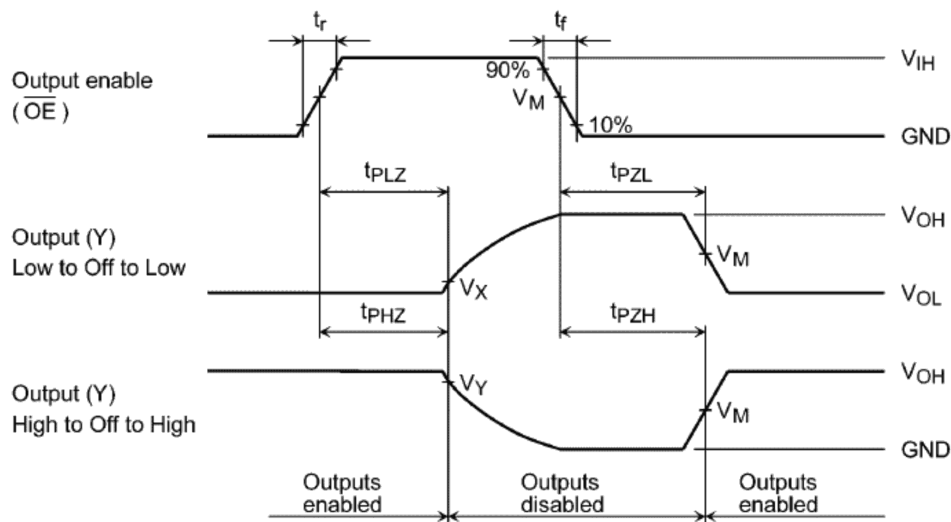 tr
tf
Output enable
( OE )
90%
VM
10%
VIH
GND
tPLZ
tPZL
Output (Y)
Low to Off to Low
VX
VM
VOH
VOL
tPHZ
tPZH
Output (Y)
High to Off to High
VY
VM
VOH
GND
Outputs
enabled
Outputs
disabled
Outputs
enabled